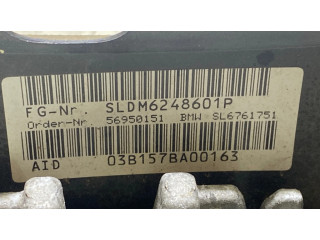 FG-Nr. SLDM6248601P
Order-Nr. 56950151 BMW SL6761751
AID 03B157BA00163